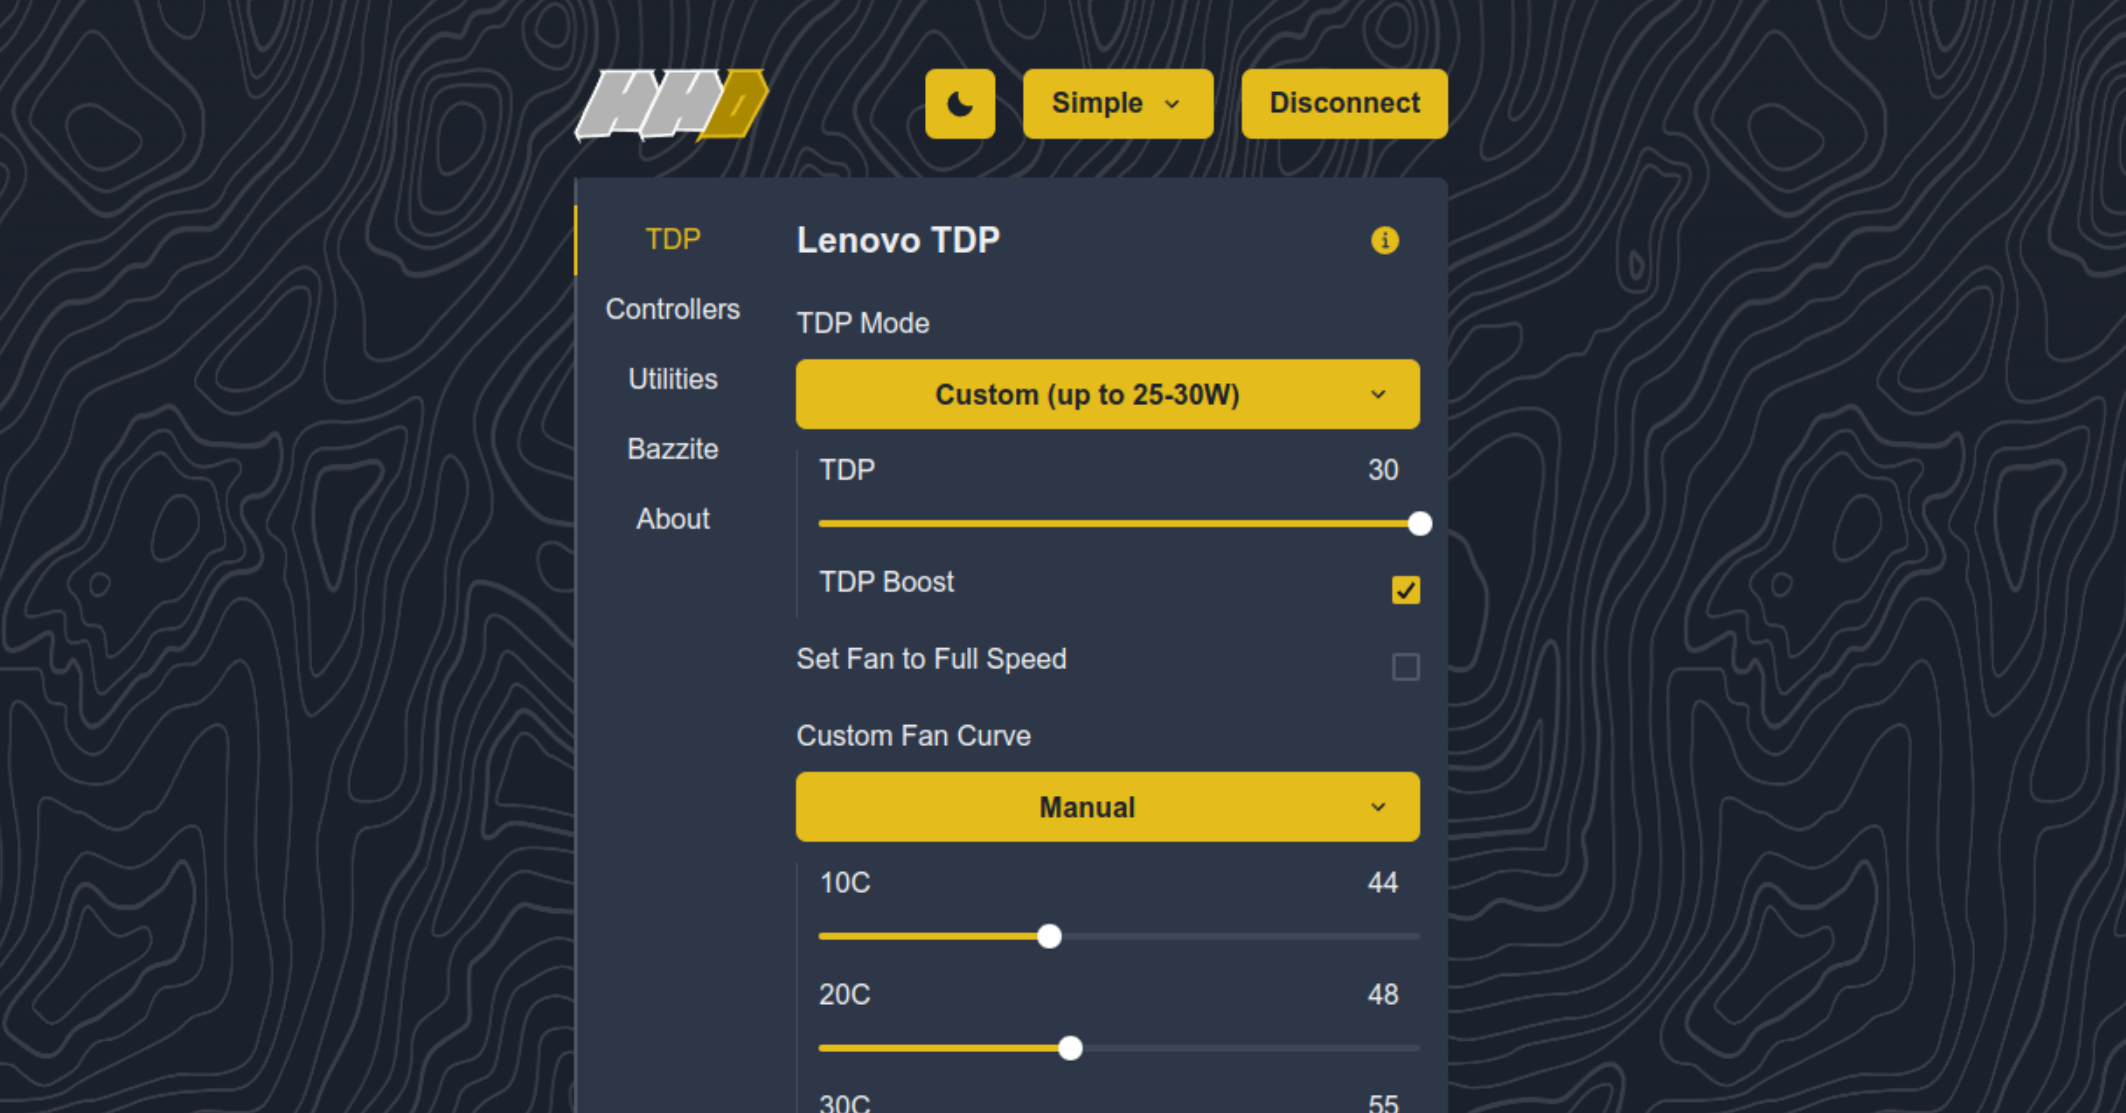 HHD
Simple
Disconnect
TDP
Controllers
Utilities
Bazzite
About
Lenovo TDP
TDP Mode
Custom (up to 25-30W)
TDP 30
TDP Boost
Set Fan to Full Speed
Custom Fan Curve
Manual
10C 44
20C 48
30C 55